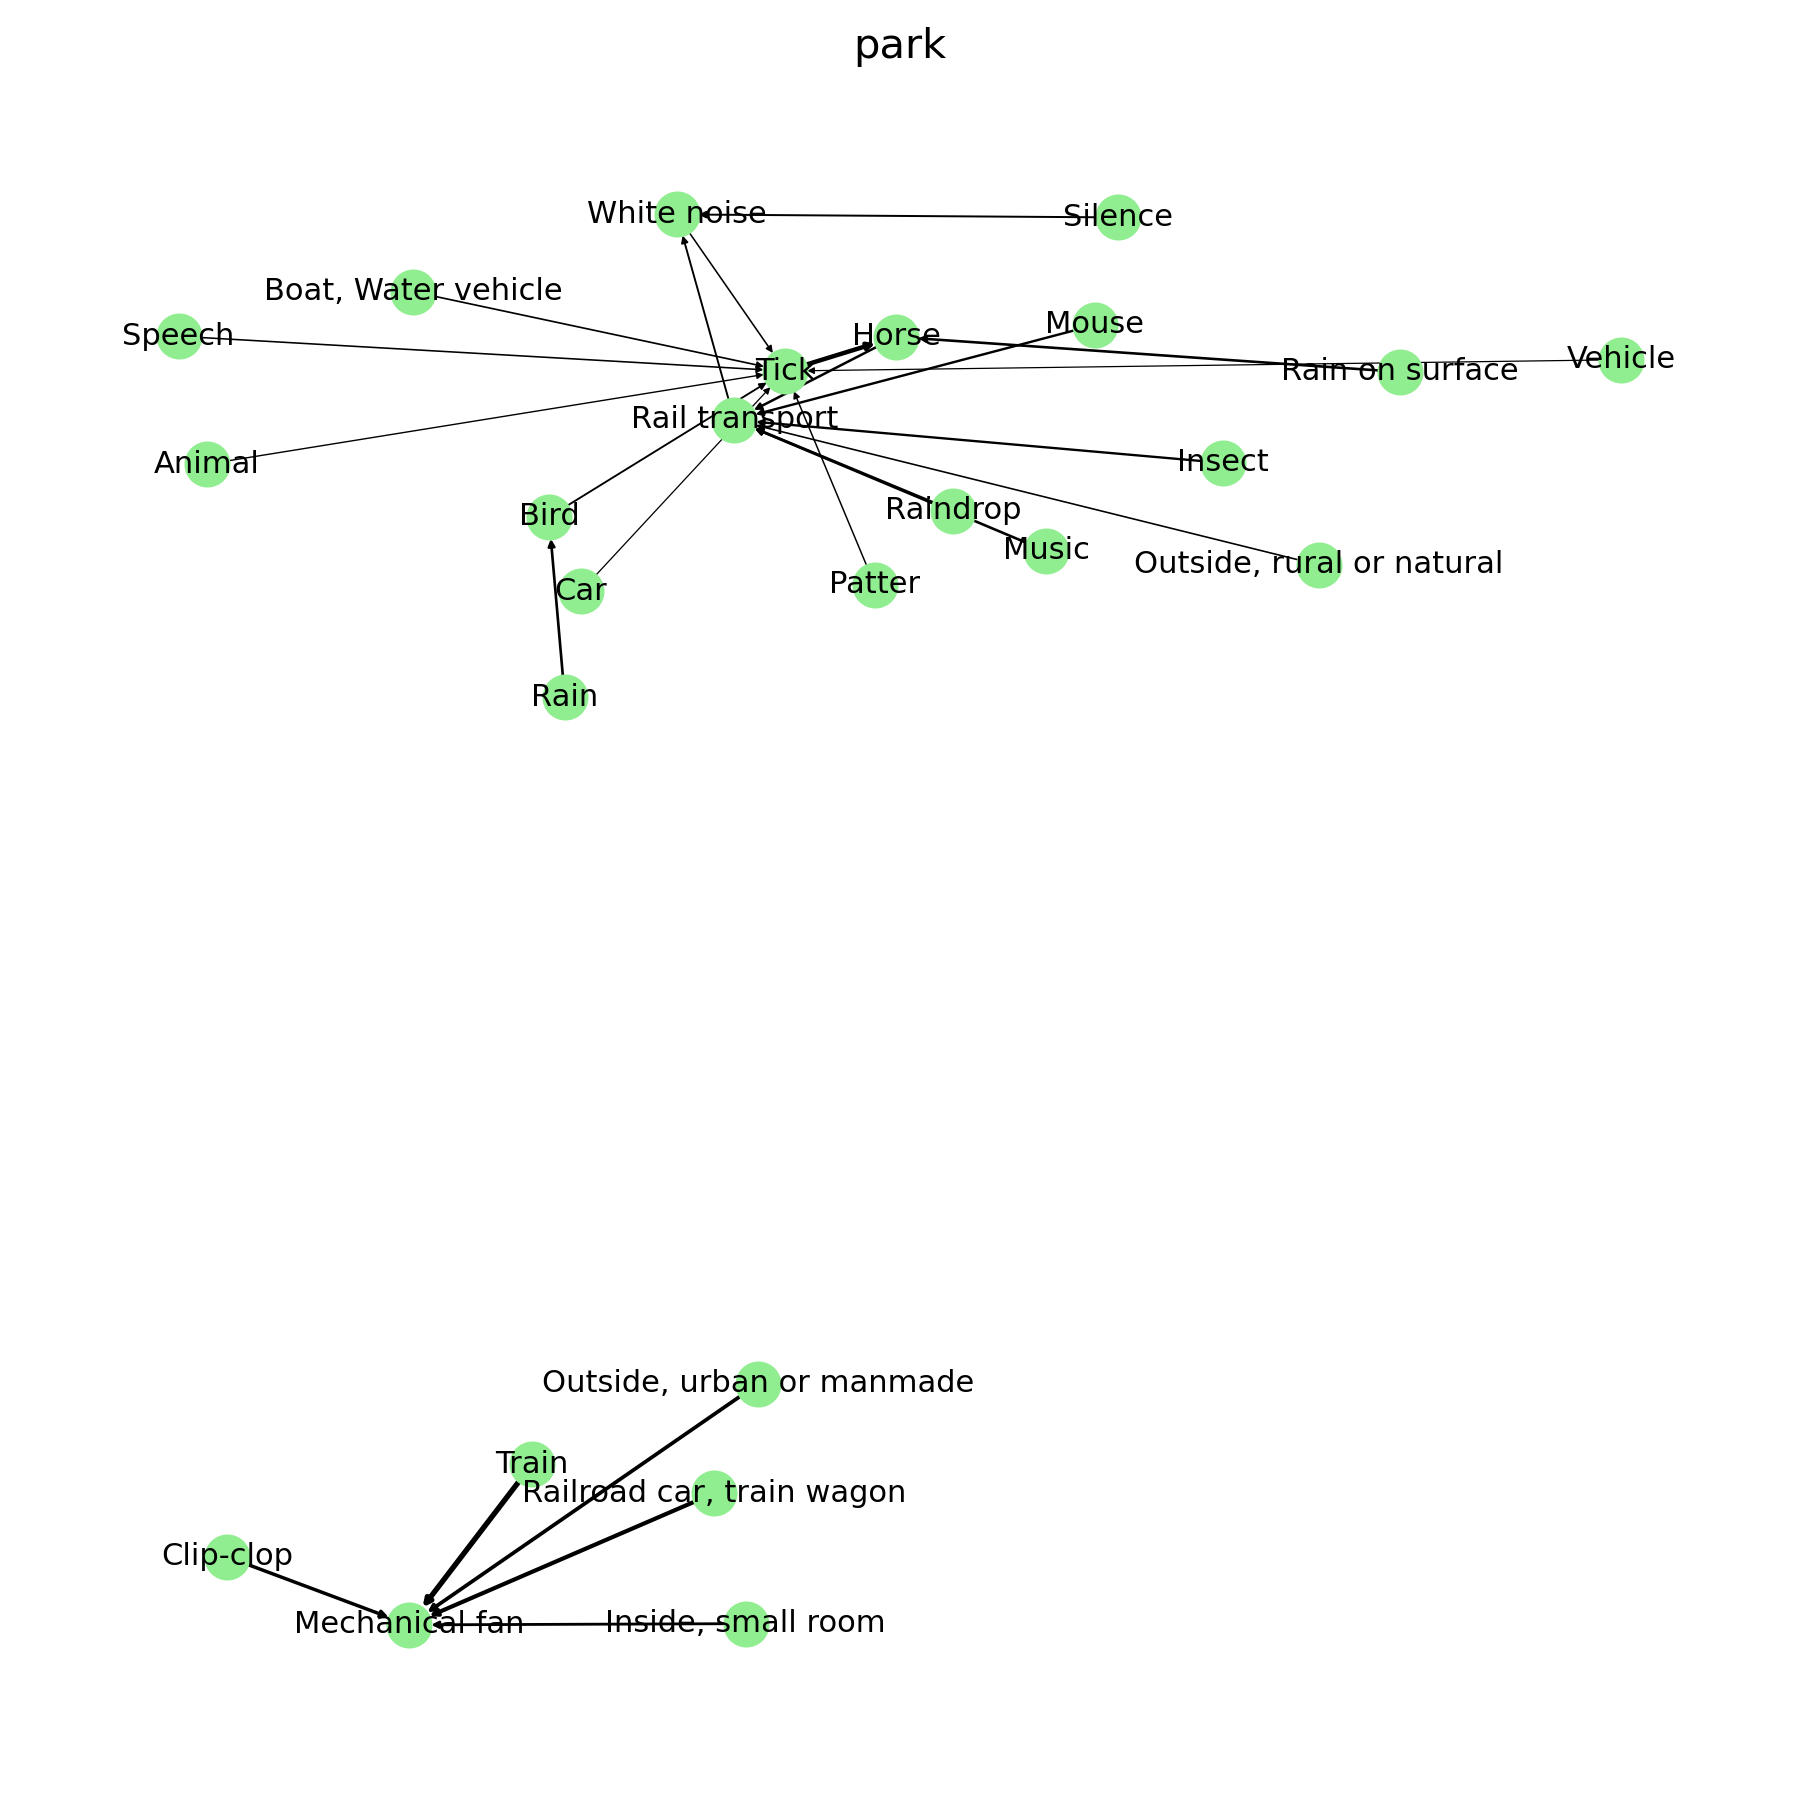 park
White noise
Silence
Boat, Water vehicle
Speech
Horse
Mouse
Tick
Rain on surface
Vehicle
Rail transport
Animal
Insect
Bird
Raindrop
Music
Outside, rural or natural
Car
Patter
Rain
Outside, urban or manmade
Train
Railroad car, train wagon
Clip-clop
Mechanical fan
Inside, small room